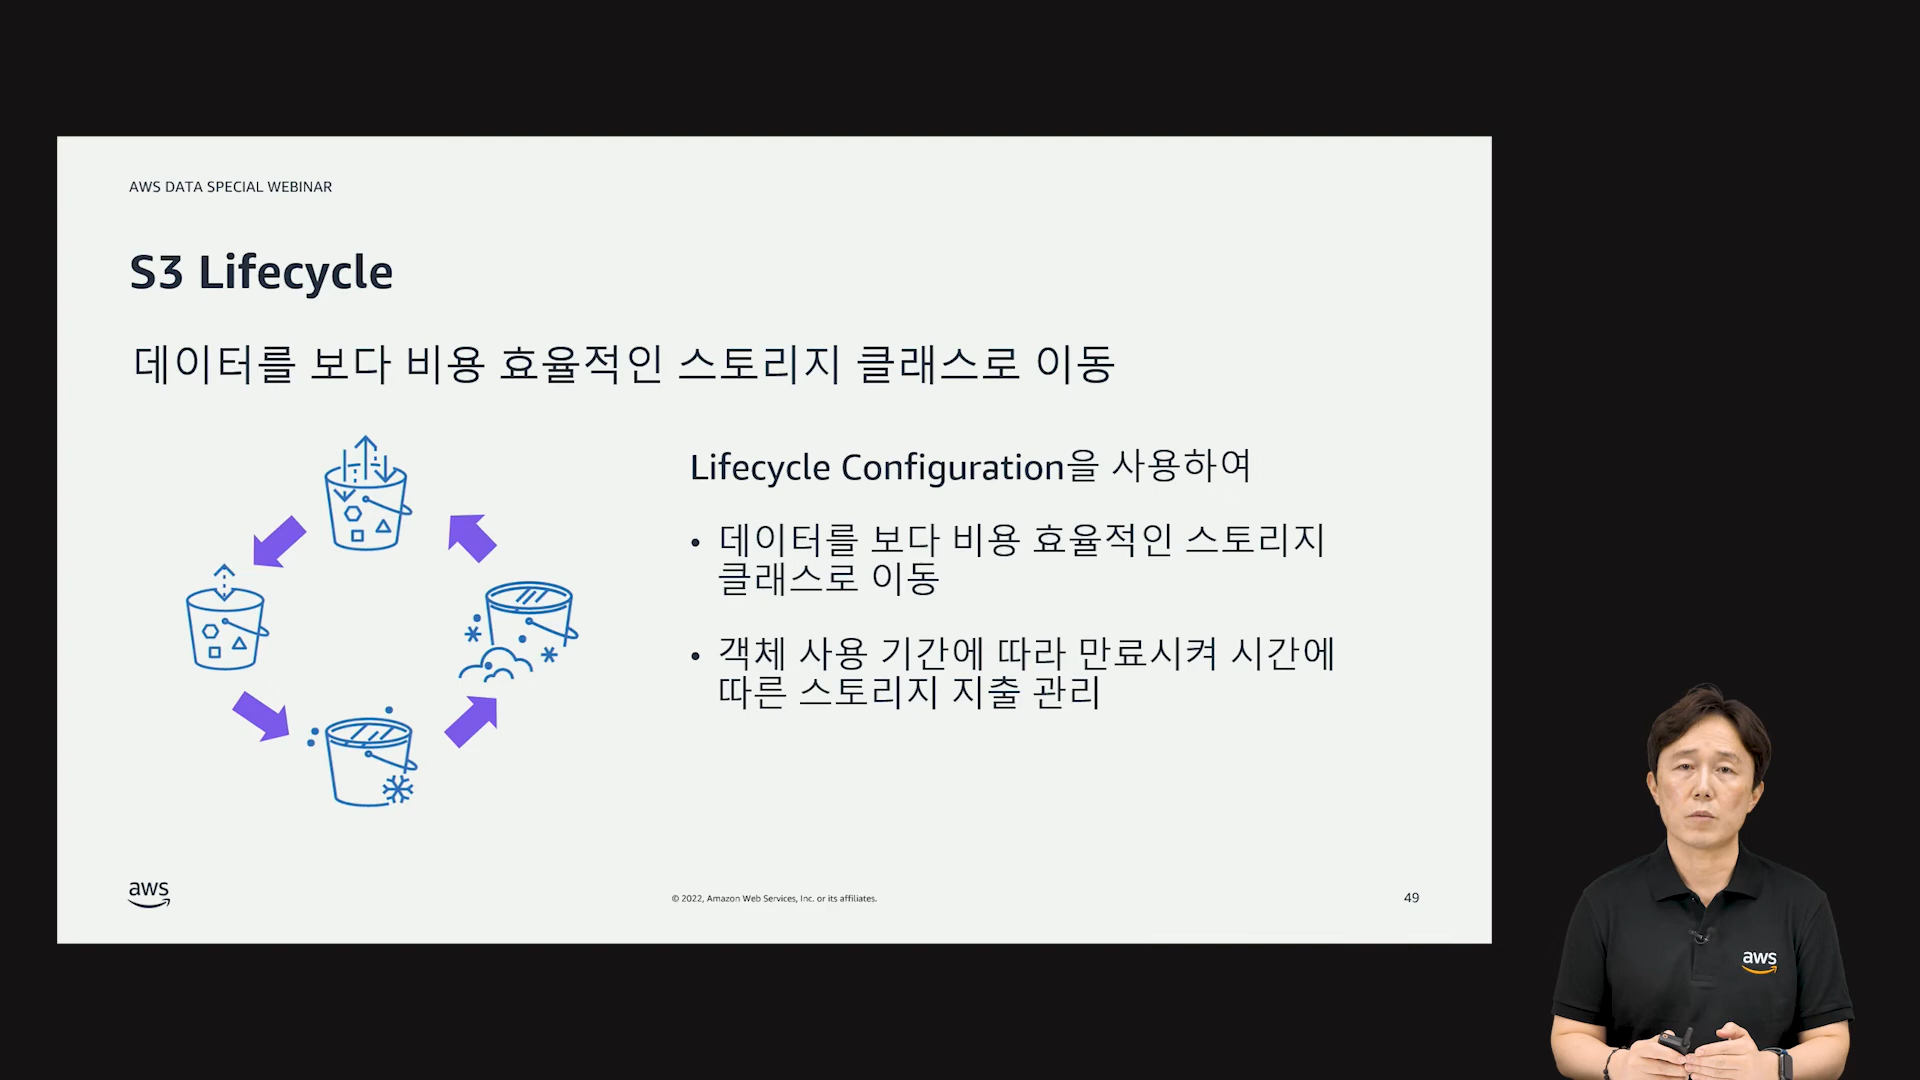 AWS DATA SPECIAL WEBINAR
S3 Lifecycle
데이터를 보다 비용 효율적인 스토리지 클래스로 이동
Lifecycle Configuration을 사용하여
• 데이터를 보다 비용 효율적인 스토리지
클래스로 이동
• 객체 사용 기간에 따라 만료시켜 시간에
따른 스토리지 지출 관리
aws
© 2022, Amazon Web Services, Inc. or its affiliates.
49
aws